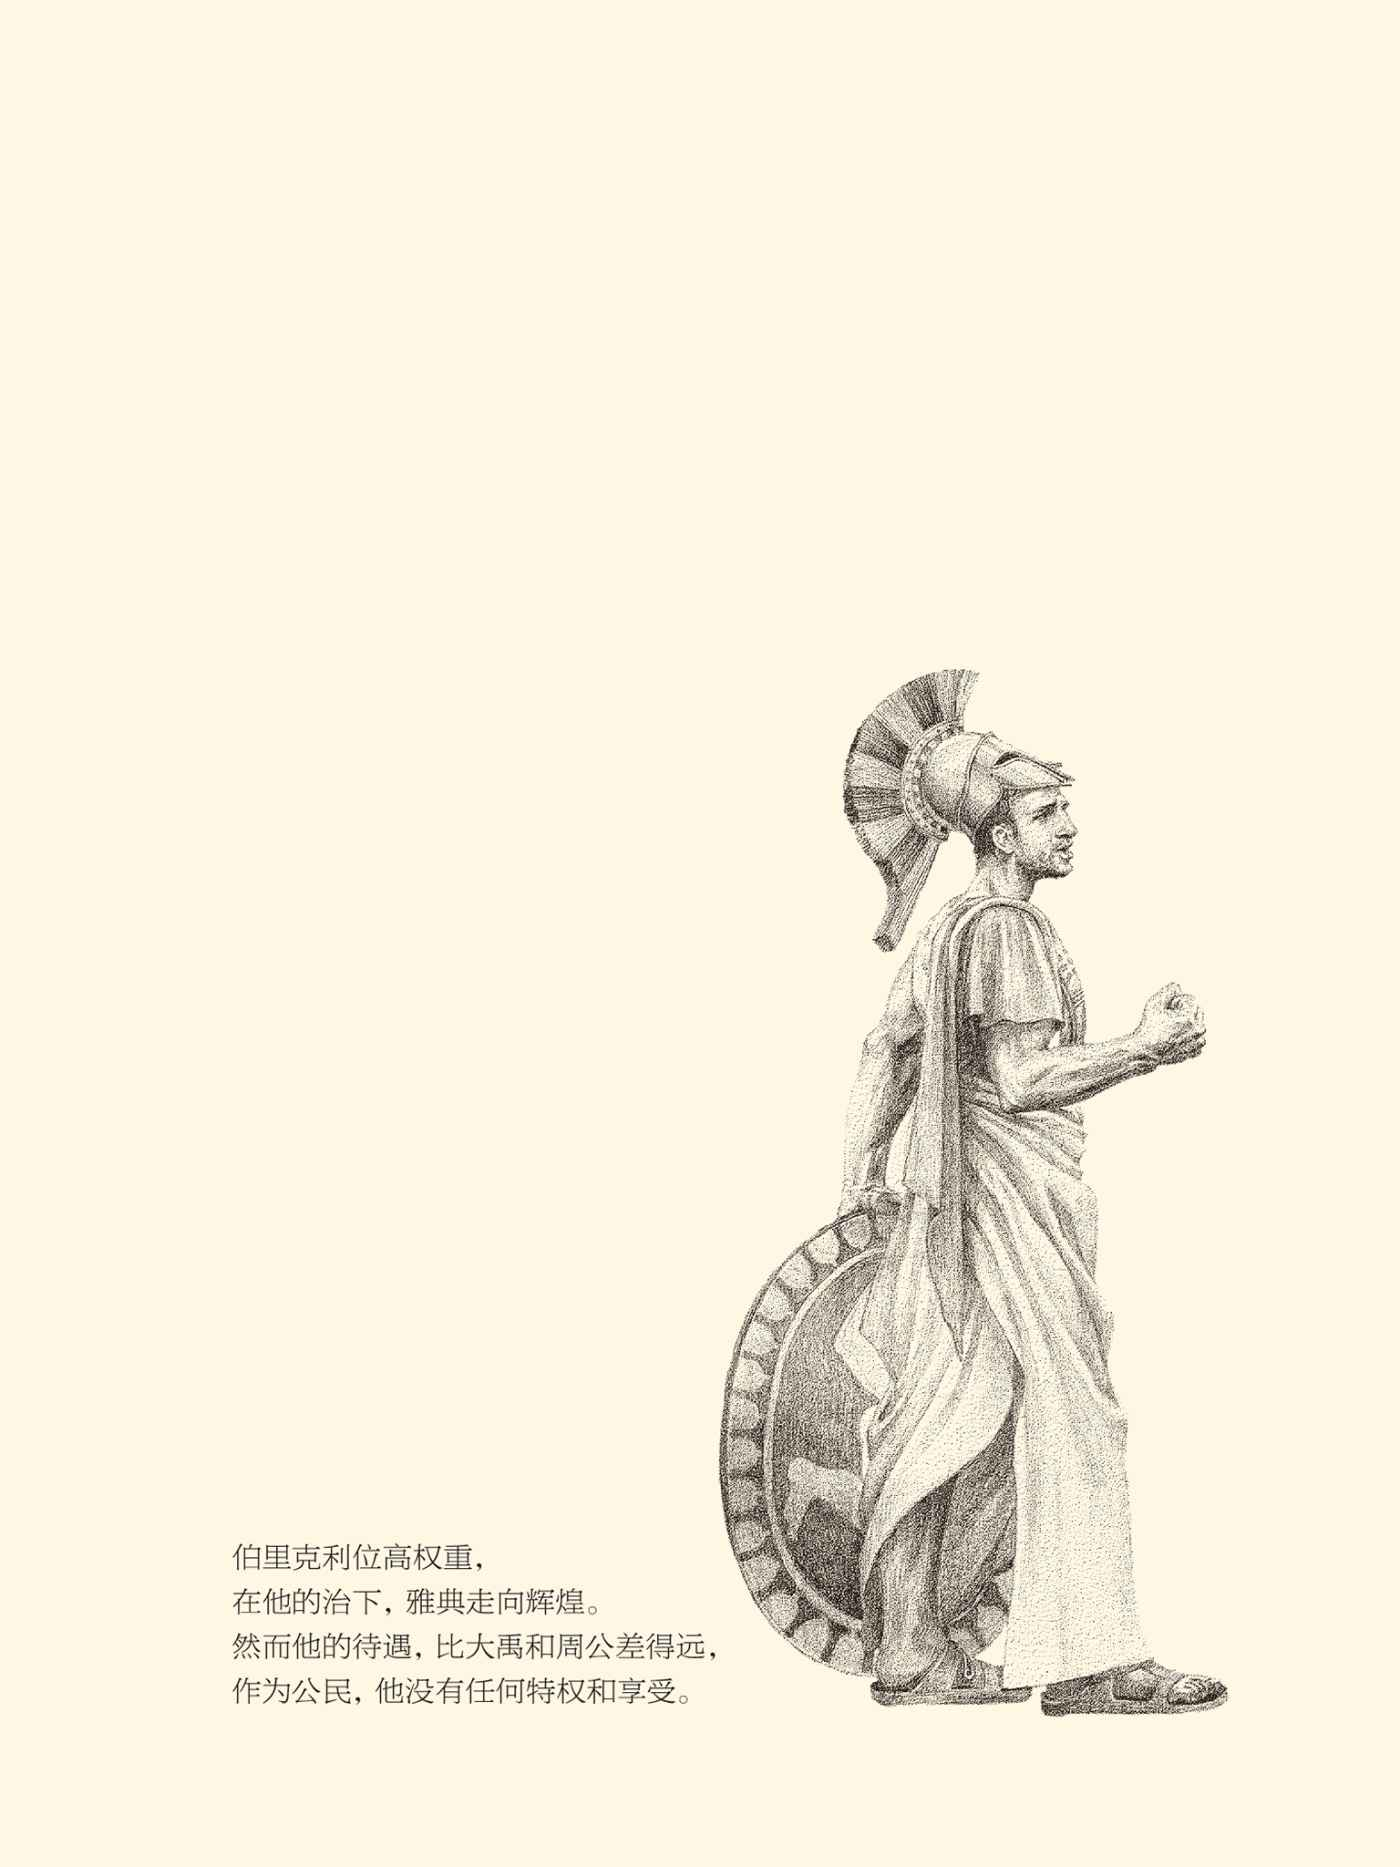 伯里克利位高权重，
在他的治下，雅典走向辉煌。
然而他的待遇，比大禹和周公差得远，
作为公民，他没有任何特权和享受。